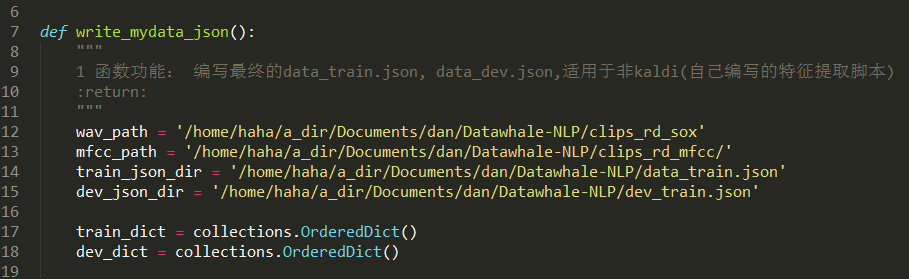 6
7 def write_mydata_json():
8     """
9     1 函数功能： 编写最终的data_train.json, data_dev.json,适用于非kaldi(自己编写的特征提取脚本)
10     :return:
11     """
12     wav_path = '/home/haha/a_dir/Documents/dan/Datawhale-NLP/clips_rd_sox'
13     mfcc_path = '/home/haha/a_dir/Documents/dan/Datawhale-NLP/clips_rd_mfcc/'
14     train_json_dir = '/home/haha/a_dir/Documents/dan/Datawhale-NLP/data_train.json'
15     dev_json_dir = '/home/haha/a_dir/Documents/dan/Datawhale-NLP/dev_train.json'
16
17     train_dict = collections.OrderedDict()
18     dev_dict = collections.OrderedDict()
19